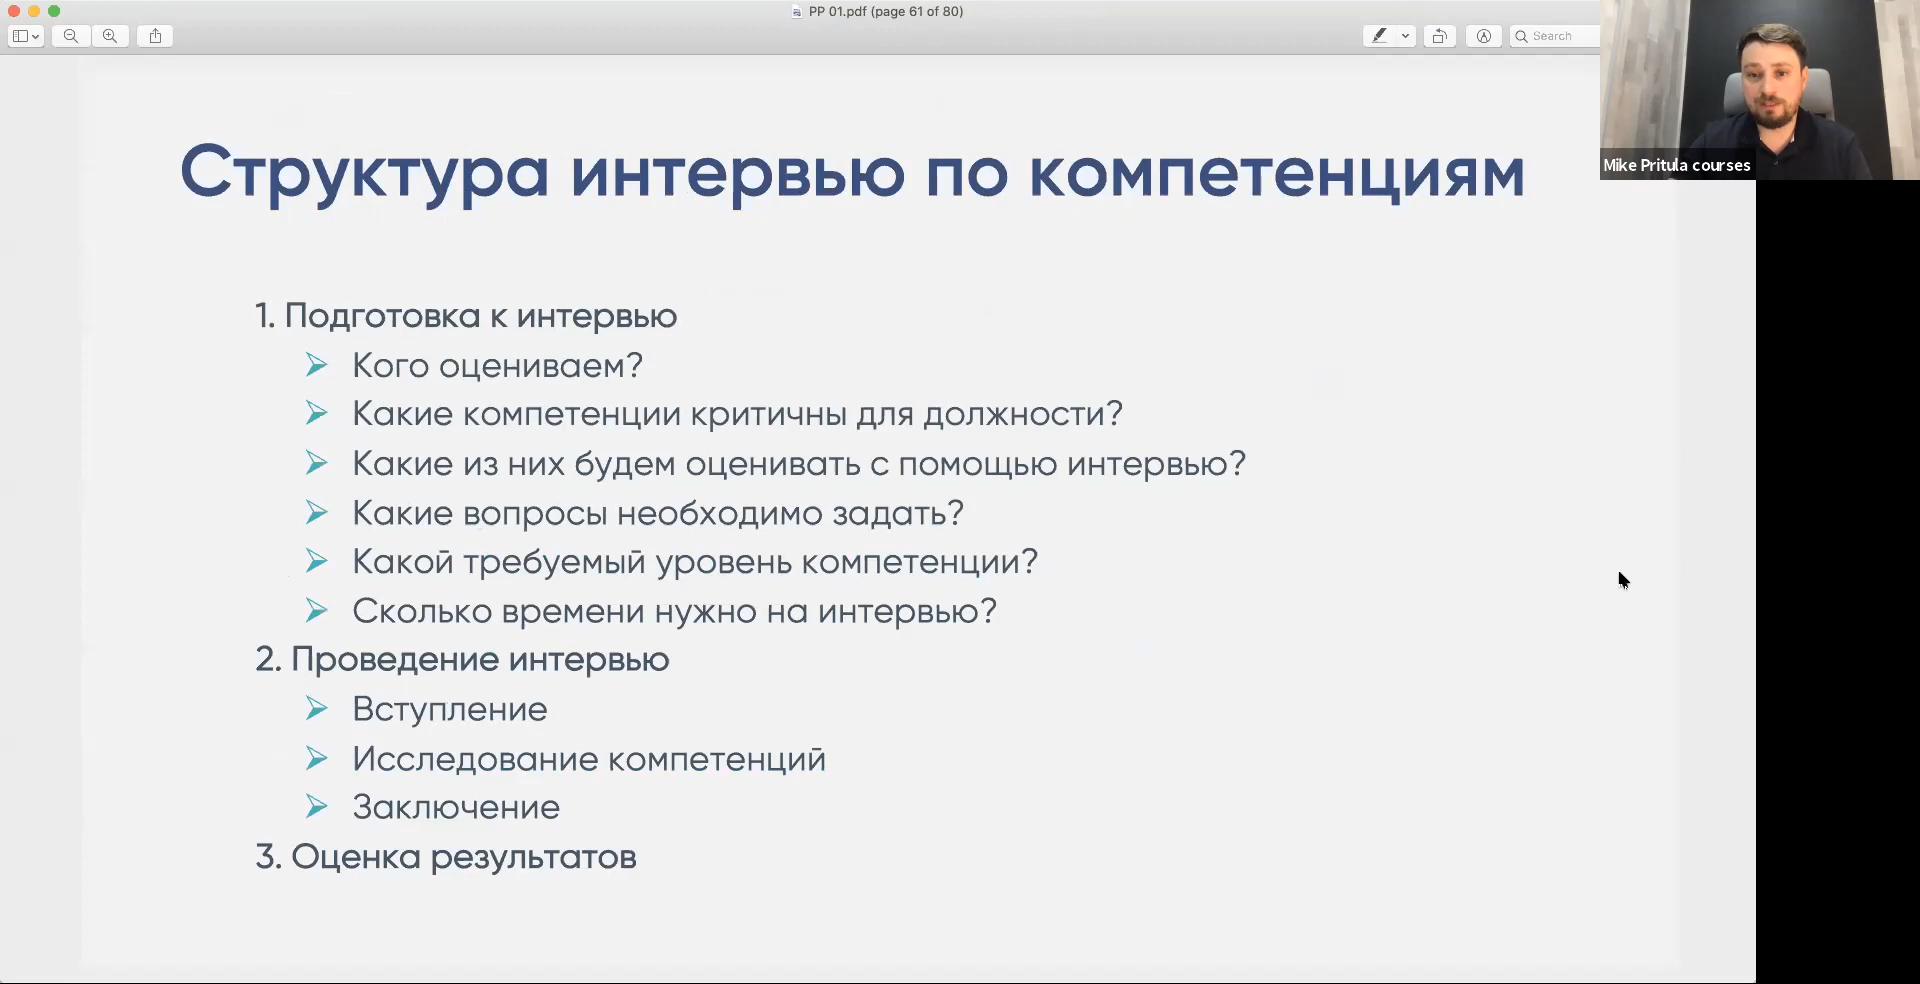 PP 01.pdf (page 61 of 80)
Search
Mike Pritula courses
Структура интервью по компетенциям
1. Подготовка к интервью
Кого оцениваем?
Какие компетенции критичны для должности?
Какие из них будем оценивать с помощью интервью?
Какие вопросы необходимо задать?
Какой требуемый уровень компетенции?
Сколько времени нужно на интервью?
2. Проведение интервью
Вступление
Исследование компетенций
Заключение
3. Оценка результатов